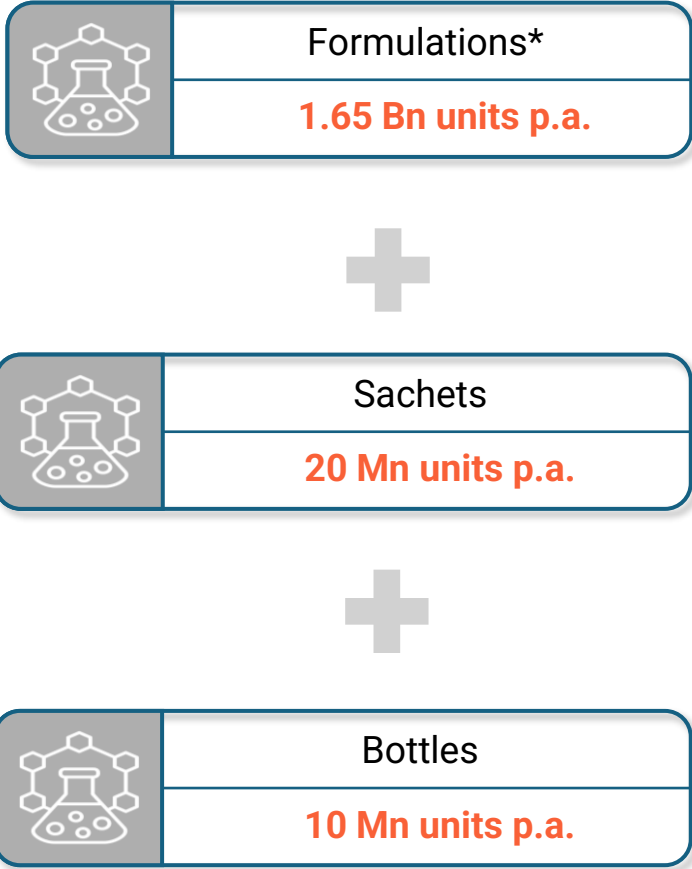 Formulations*
1.65 Bn units p.a.
Sachets
20 Mn units p.a.
Bottles
10 Mn units p.a.